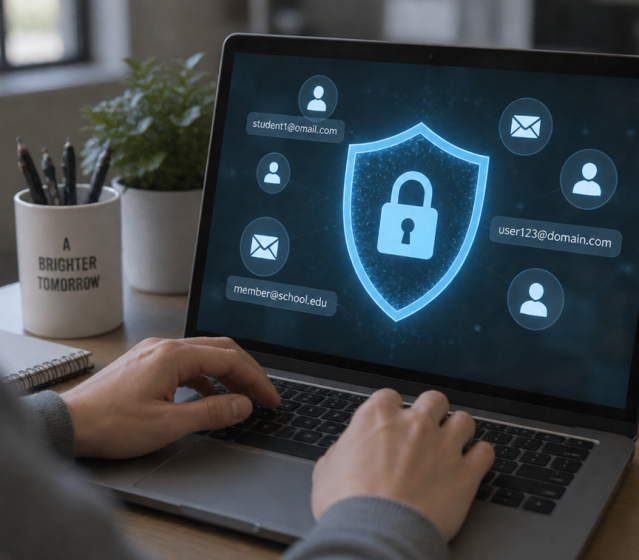 student1@omail.com
user123@domain.com
member@school.edu
A
BRIGHTER
TOMORROW